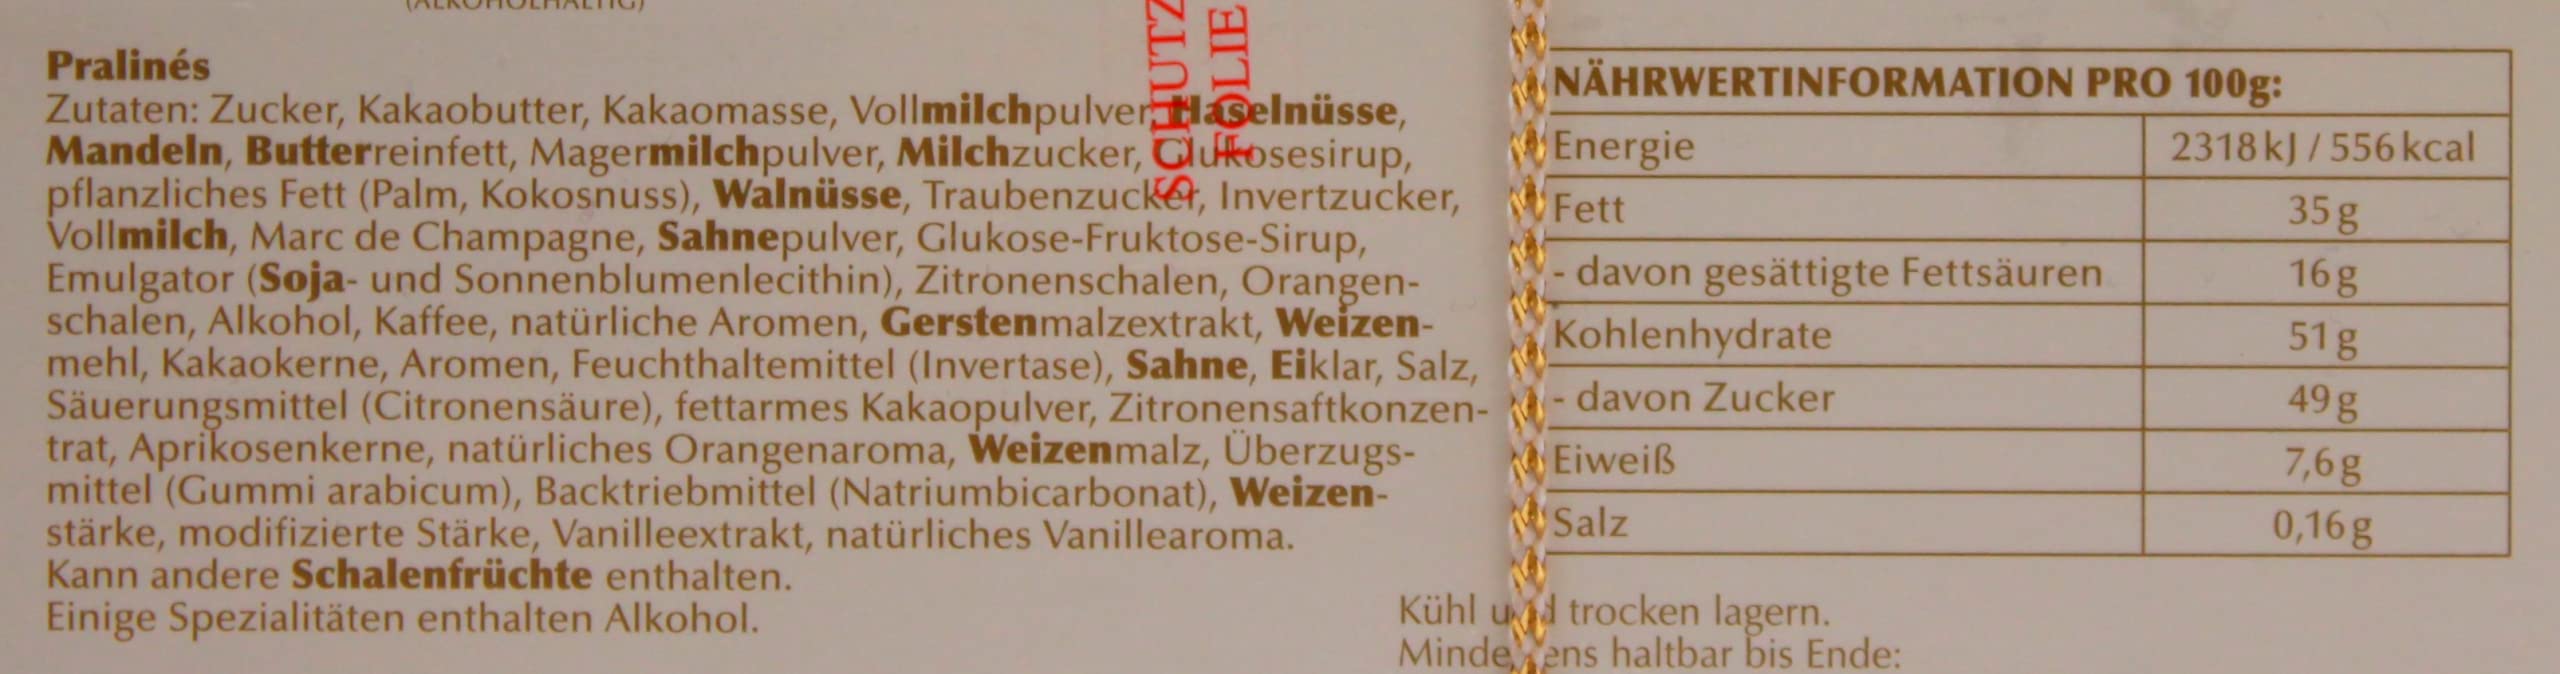 (ALKOHOLHALTIG)
Pralinés
Zutaten: Zucker, Kakaobutter, Kakaomasse, Vollmilchpulver, Haselnüsse,
Mandeln, Butterreinfett, Magermilchpulver, Milchzucker, Glukosesirup,
pflanzliches Fett (Palm, Kokosnuss), Walnüsse, Traubenzucker, Invertzucker,
Vollmilch, Marc de Champagne, Sahnepulver, Glukose-Fruktose-Sirup,
Emulgator (Soja- und Sonnenblumenlecithin), Zitronenschalen, Orangen-
schalen, Alkohol, Kaffee, natürliche Aromen, Gerstenmalzextrakt, Weizen-
mehl, Kakaokerne, Aromen, Feuchthaltemittel (Invertase), Sahne, Eiklar, Salz,
Säuerungsmittel (Citronensäure), fettarmes Kakaopulver, Zitronensaftkonzen-
trat, Aprikosenkerne, natürliches Orangenaroma, Weizenmalz, Überzugs-
mittel (Gummi arabicum), Backtriebmittel (Natriumbicarbonat), Weizen-
stärke, modifizierte Stärke, Vanilleextrakt, natürliches Vanillearoma.
Kann andere Schalenfrüchte enthalten.
Einige Spezialitäten enthalten Alkohol.
SCHUTZ
FOLIE
NÄHRWERTINFORMATION PRO 100g:
Energie 2318 kJ / 556 kcal
Fett 35 g
- davon gesättigte Fettsäuren 16 g
Kohlenhydrate 51 g
- davon Zucker 49 g
Eiweiß 7,6 g
Salz 0,16 g
Kühl und trocken lagern.
Mindestens haltbar bis Ende: